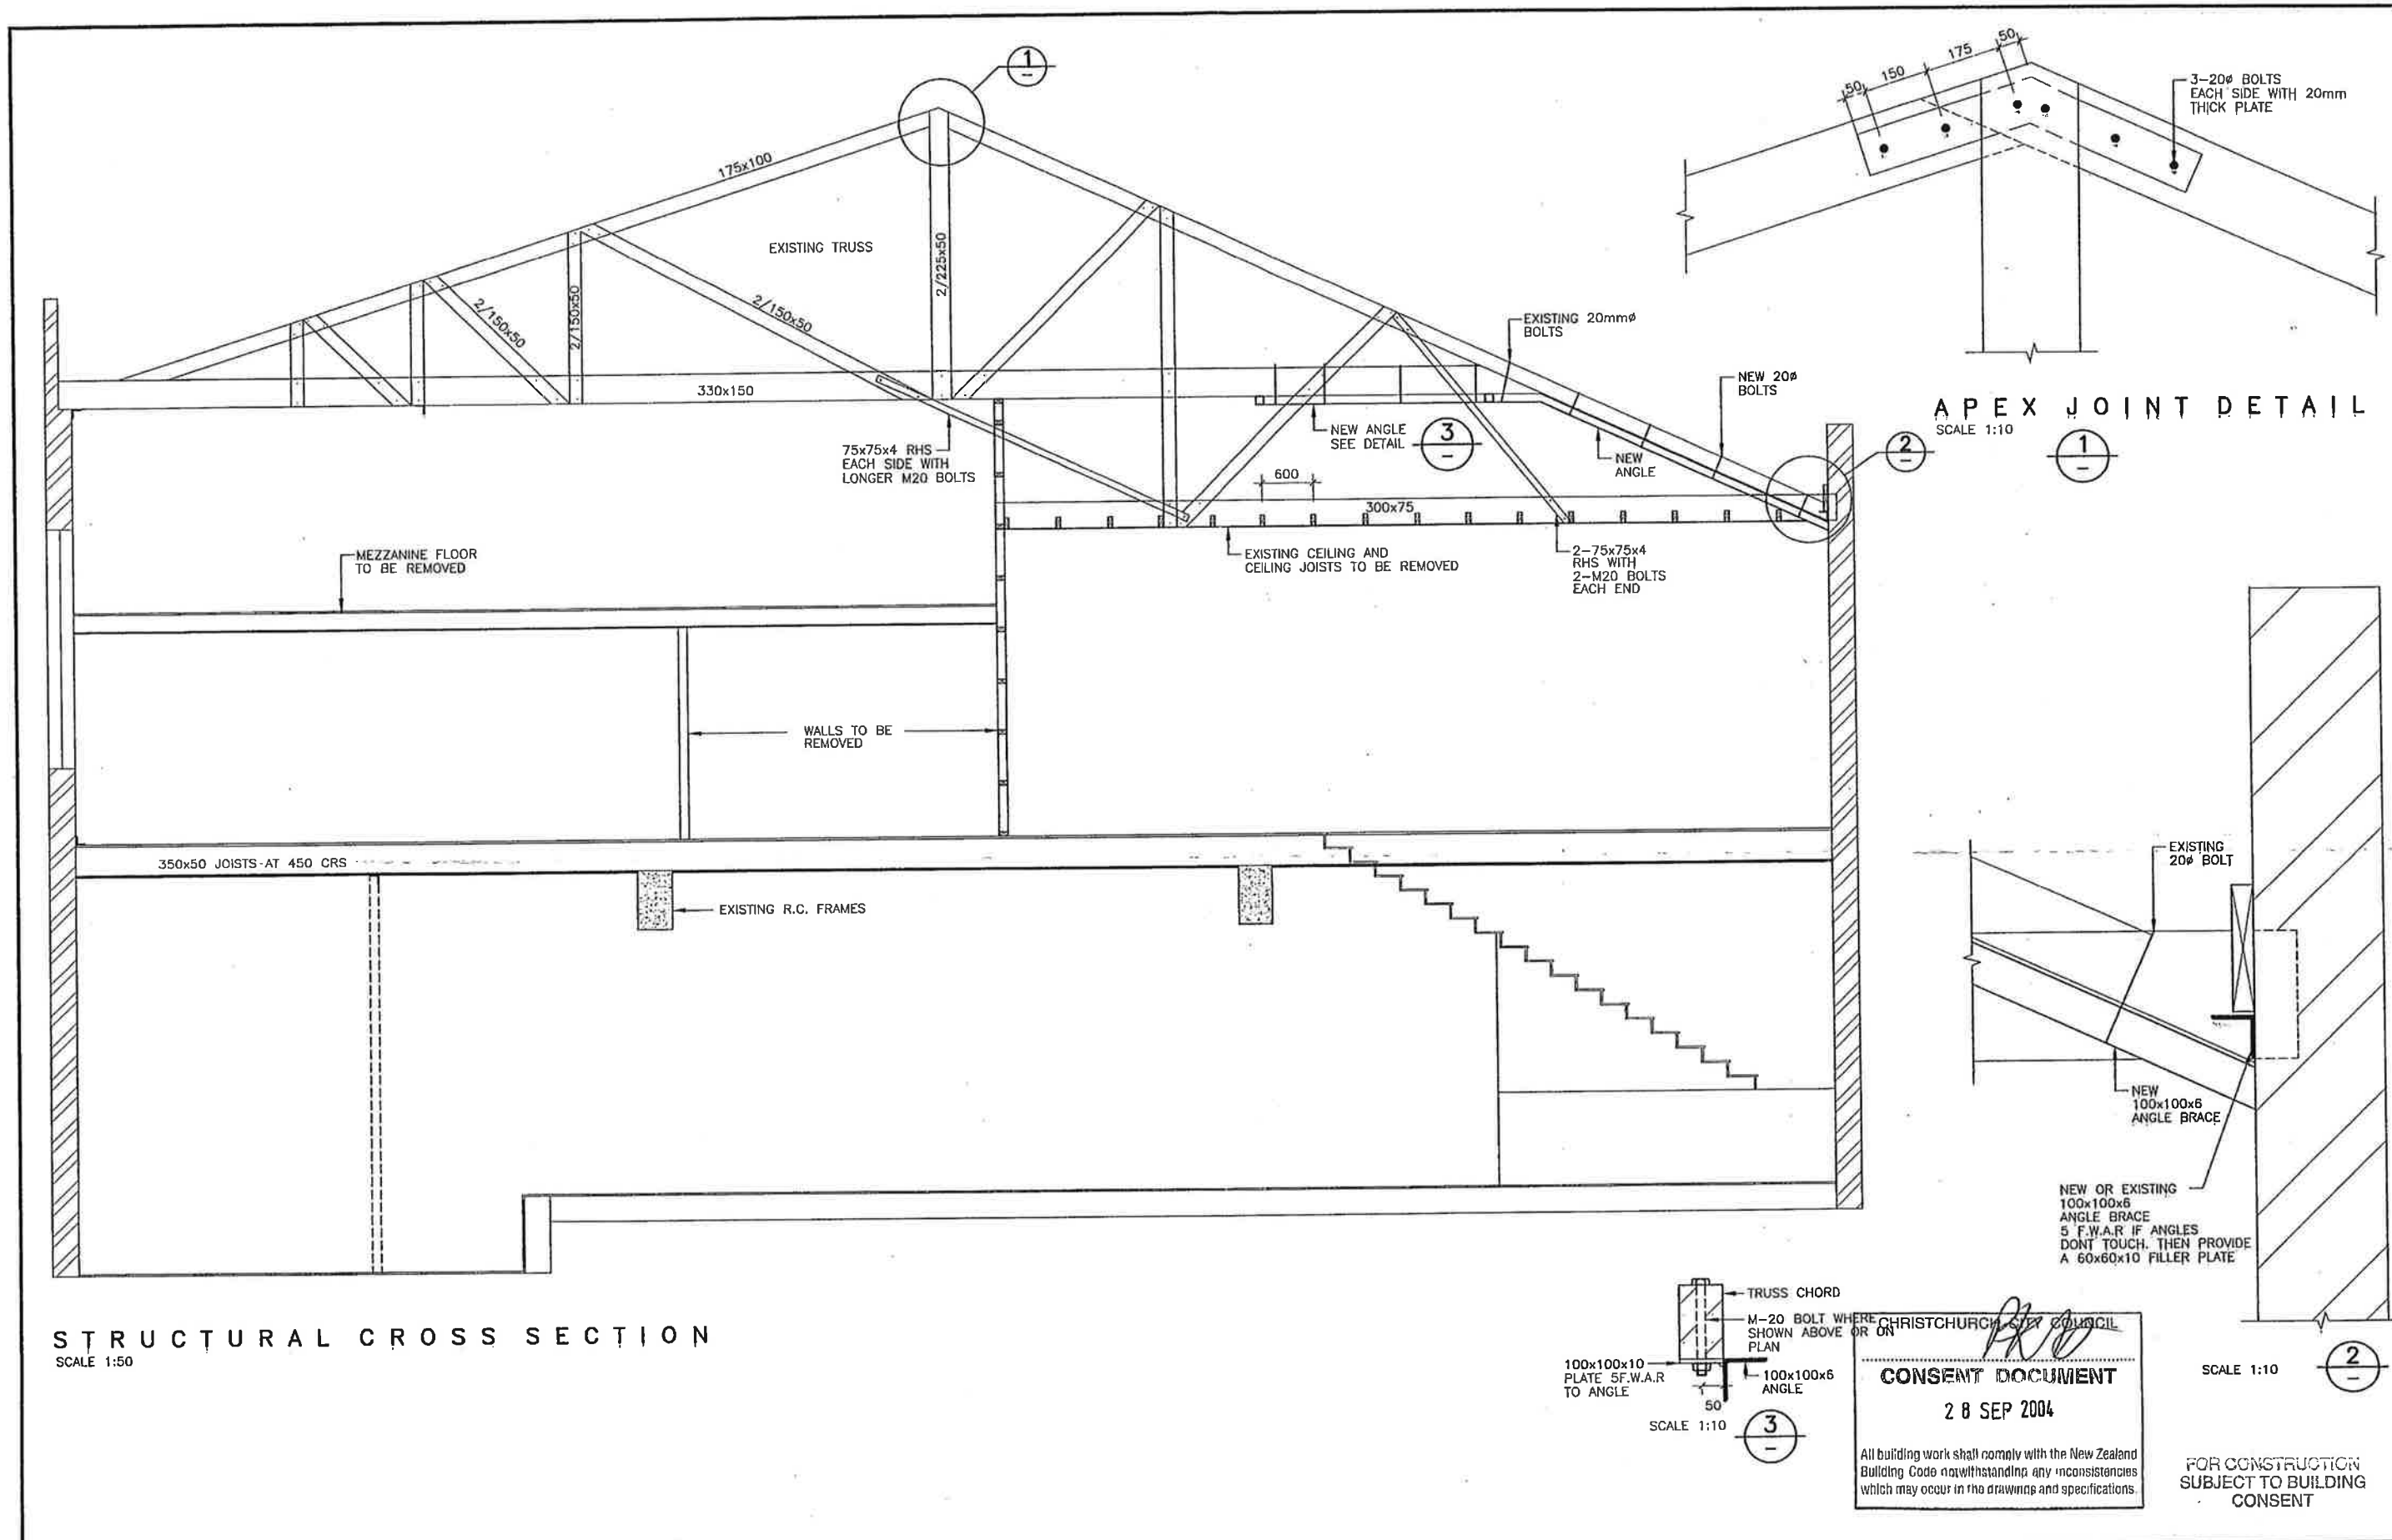 1
–
175x100
EXISTING TRUSS
2/225x50
2/150x50
2/150x50
2/150x50
330x150
75x75x4 RHS
EACH SIDE WITH
LONGER M20 BOLTS
EXISTING 20mmø
BOLTS
NEW 20ø
BOLTS
NEW ANGLE
SEE DETAIL
3
–
NEW
ANGLE
2
–
600
300x75
EXISTING CEILING AND
CEILING JOISTS TO BE REMOVED
2-75x75x4
RHS WITH
2-M20 BOLTS
EACH END
MEZZANINE FLOOR
TO BE REMOVED
WALLS TO BE
REMOVED
350x50 JOISTS AT 450 CRS
EXISTING R.C. FRAMES
STRUCTURAL CROSS SECTION
SCALE 1:50
50
150
175
50
3-20ø BOLTS
EACH SIDE WITH 20mm
THICK PLATE
APEX JOINT DETAIL
SCALE 1:10
1
–
EXISTING
20ø BOLT
NEW
100x100x6
ANGLE BRACE
NEW OR EXISTING
100x100x6
ANGLE BRACE
5 F.W.A.R IF ANGLES
DONT TOUCH. THEN PROVIDE
A 60x60x10 FILLER PLATE
SCALE 1:10
2
–
TRUSS CHORD
M-20 BOLT WHERE
SHOWN ABOVE OR ON
PLAN
100x100x10
PLATE 5F.W.A.R
TO ANGLE
100x100x6
ANGLE
50
SCALE 1:10
3
–
CHRISTCHURCH CITY COUNCIL
CONSENT DOCUMENT
28 SEP 2004
All building work shall comply with the New Zealand
Building Code notwithstanding any inconsistencies
which may occur in the drawings and specifications.
FOR CONSTRUCTION
SUBJECT TO BUILDING
CONSENT